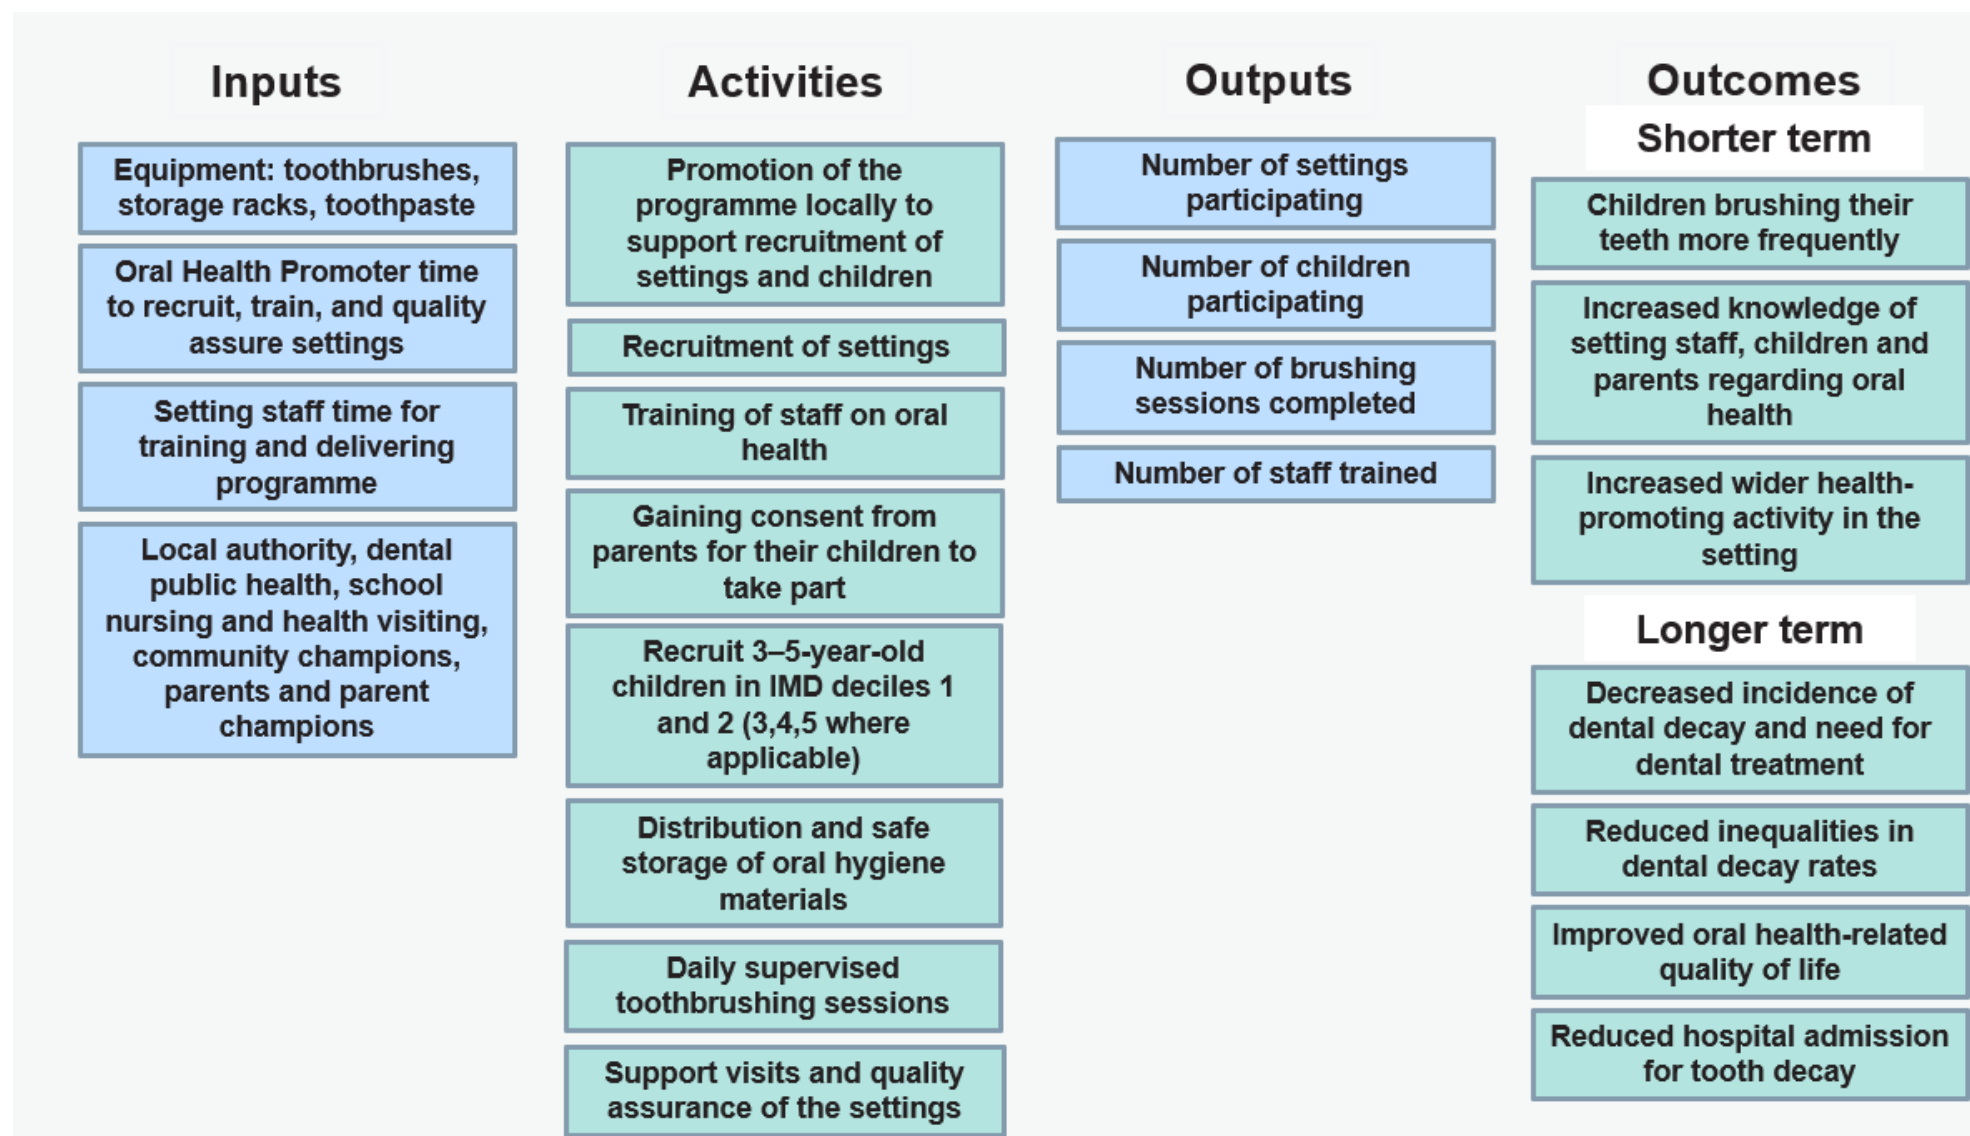 Inputs
Equipment: toothbrushes,
storage racks, toothpaste
Oral Health Promoter time
to recruit, train, and quality
assure settings
Setting staff time for
training and delivering
programme
Local authority, dental
public health, school
nursing and health visiting,
community champions,
parents and parent
champions
Activities
Promotion of the
programme locally to
support recruitment of
settings and children
Recruitment of settings
Training of staff on oral
health
Gaining consent from
parents for their children to
take part
Recruit 3–5-year-old
children in IMD deciles 1
and 2 (3,4,5 where
applicable)
Distribution and safe
storage of oral hygiene
materials
Daily supervised
toothbrushing sessions
Support visits and quality
assurance of the settings
Outputs
Number of settings
participating
Number of children
participating
Number of brushing
sessions completed
Number of staff trained
Outcomes
Shorter term
Children brushing their
teeth more frequently
Increased knowledge of
setting staff, children and
parents regarding oral
health
Increased wider health-
promoting activity in the
setting
Longer term
Decreased incidence of
dental decay and need for
dental treatment
Reduced inequalities in
dental decay rates
Improved oral health-related
quality of life
Reduced hospital admission
for tooth decay